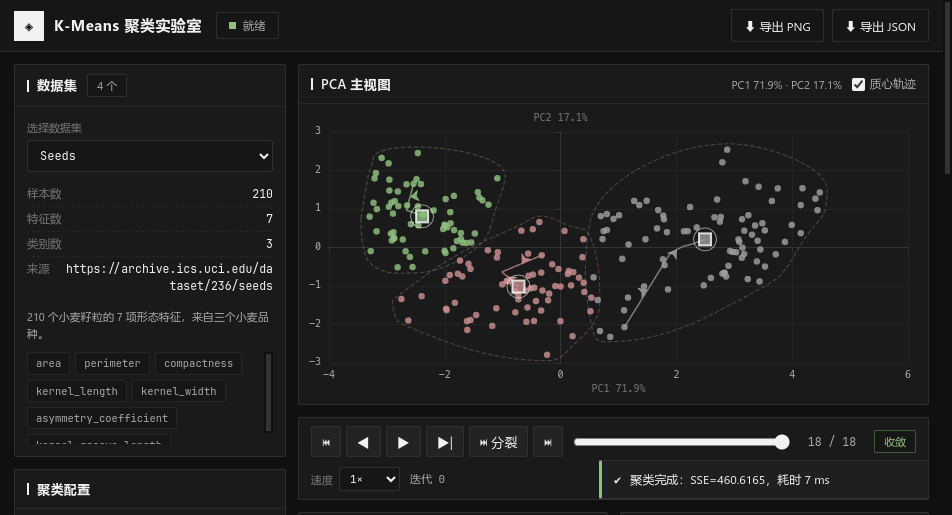 K-Means 聚类实验室
就绪
导出 PNG
导出 JSON
数据集
4 个
选择数据集
Seeds
样本数 210
特征数 7
类别数 3
来源 https://archive.ics.uci.edu/da
taset/236/seeds
210 个小麦籽粒的 7 项形态特征，来自三个小麦品
种。
area perimeter compactness
kernel_length kernel_width
asymmetry_coefficient
kernel_groove_length
聚类配置
PCA 主视图
PC1 71.9% · PC2 17.1%
质心轨迹
PC2 17.1%
3
2
1
0
−1
−2
−3
−4 −2 0 2 4 6
PC1 71.9%
分裂
18 / 18
收敛
速度 1× 迭代 0
✔ 聚类完成：SSE=460.6165，耗时 7 ms